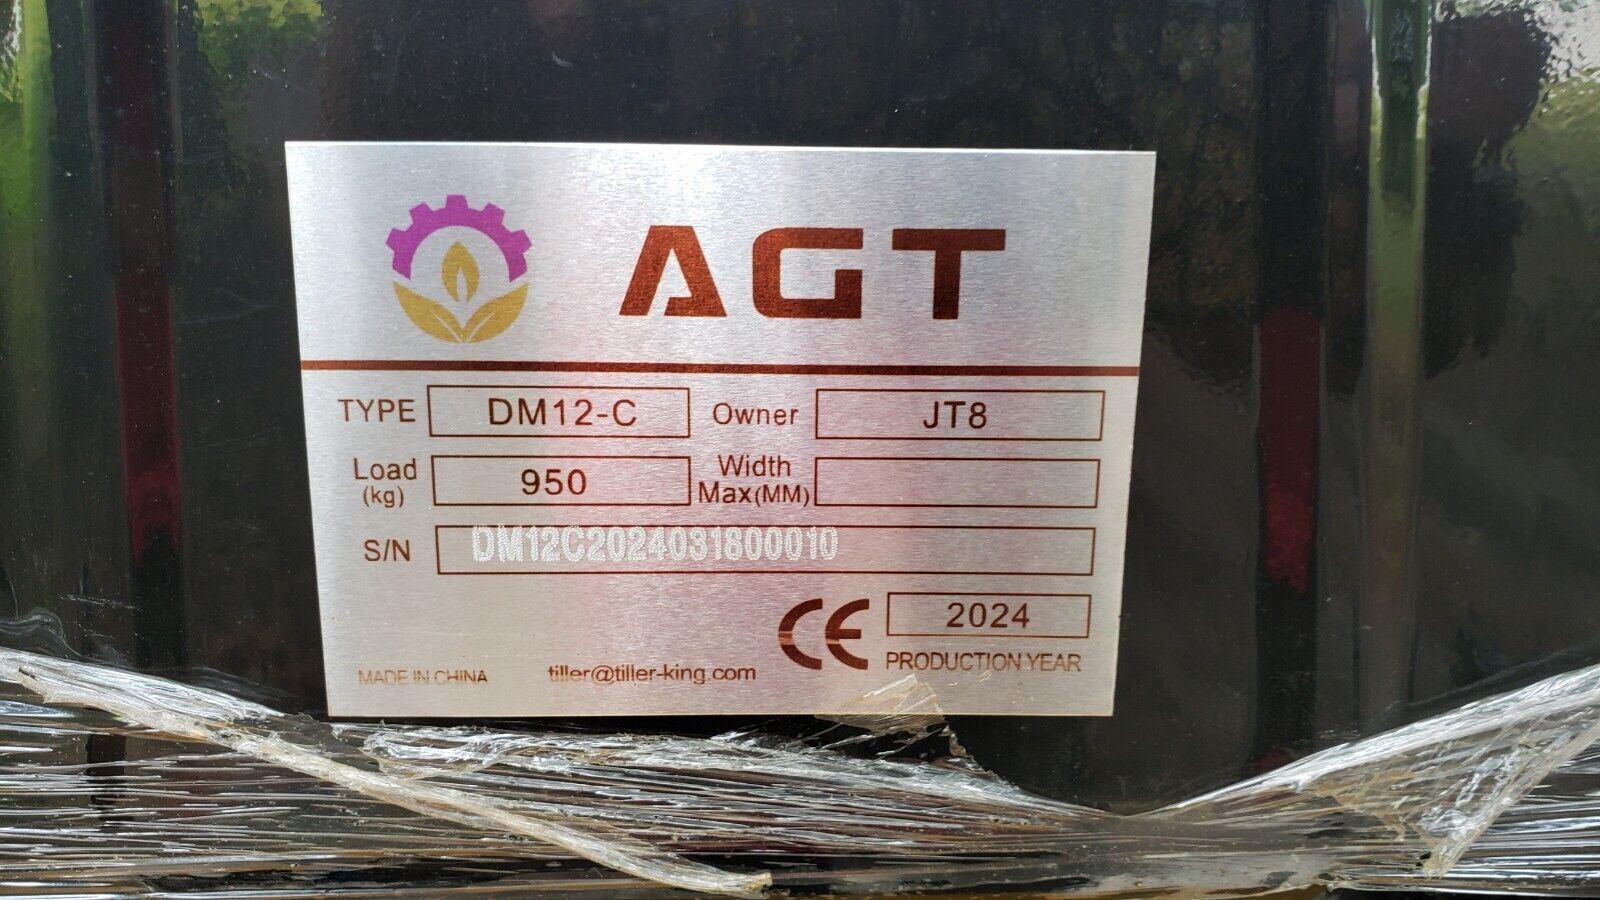 AGT
TYPE DM12-C Owner JT8
Load (kg) 950 Width Max(MM)
S/N DM12C2024031800010
CE 2024
PRODUCTION YEAR
MADE IN CHINA tiller@tiller-king.com